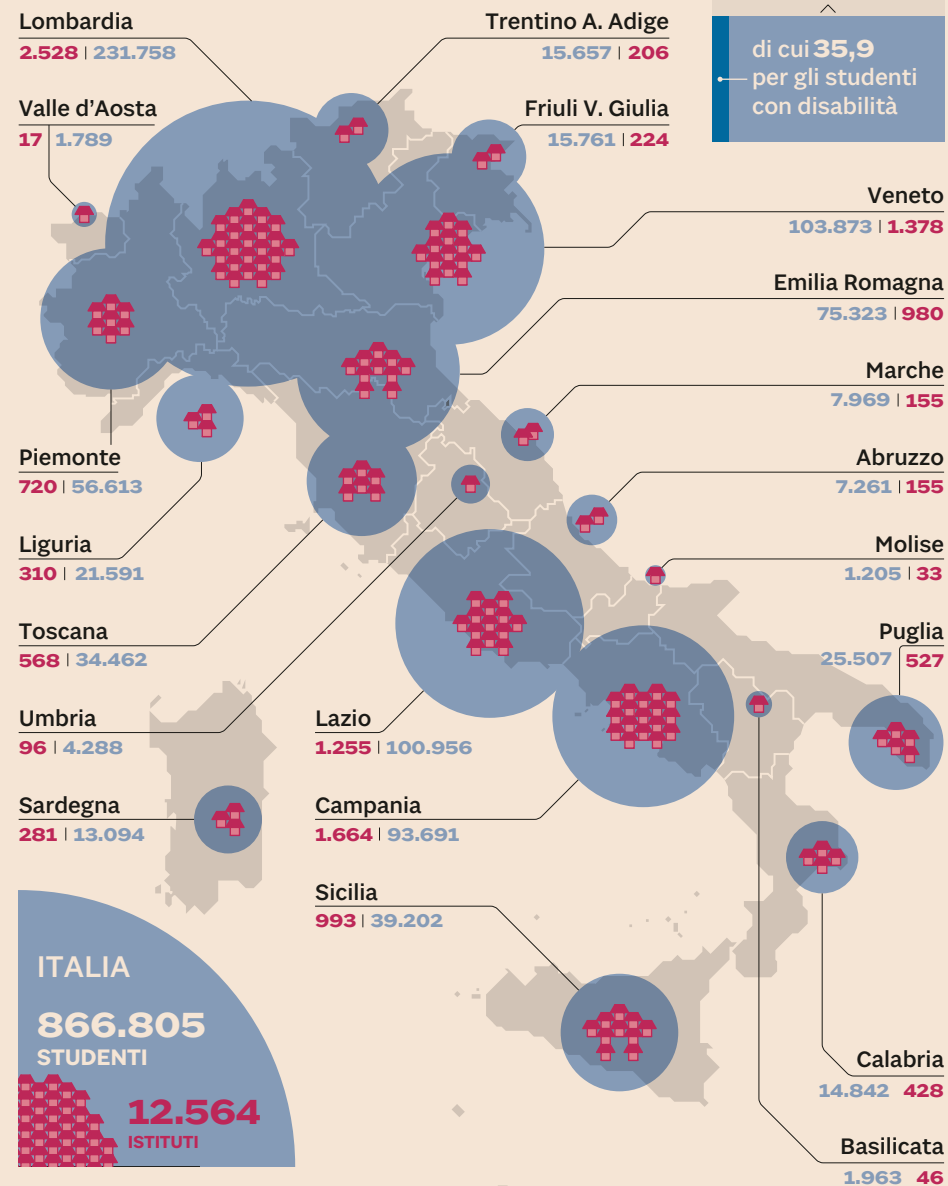 Lombardia
2.528 | 231.758
Trentino A. Adige
15.657 | 206
di cui 35,9
per gli studenti
con disabilità
Valle d'Aosta
17 | 1.789
Friuli V. Giulia
15.761 | 224
Veneto
103.873 | 1.378
Emilia Romagna
75.323 | 980
Marche
7.969 | 155
Piemonte
720 | 56.613
Abruzzo
7.261 | 155
Liguria
310 | 21.591
Molise
1.205 | 33
Toscana
568 | 34.462
Puglia
25.507 | 527
Umbria
96 | 4.288
Lazio
1.255 | 100.956
Sardegna
281 | 13.094
Campania
1.664 | 93.691
Sicilia
993 | 39.202
ITALIA
866.805
STUDENTI
12.564
ISTITUTI
Calabria
14.842 428
Basilicata
1.963 46